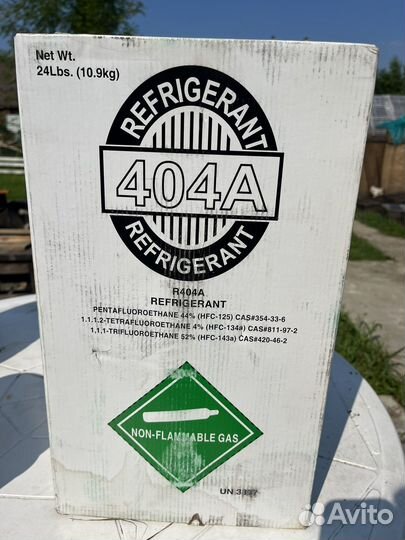 Net Wt.
24Lbs. (10.9kg)
REFRIGERANT
404A
REFRIGERANT
R404A
REFRIGERANT
PENTAFLUOROETHANE 44% (HFC-125) CAS#354-33-6
1.1.1.2-TETRAFLUOROETHANE 4% (HFC-134a) CAS#811-97-2
1.1.1-TRIFLUOROETHANE 52% (HFC-143a) CAS#420-46-2
NON-FLAMMABLE GAS
UN 3337
Avito